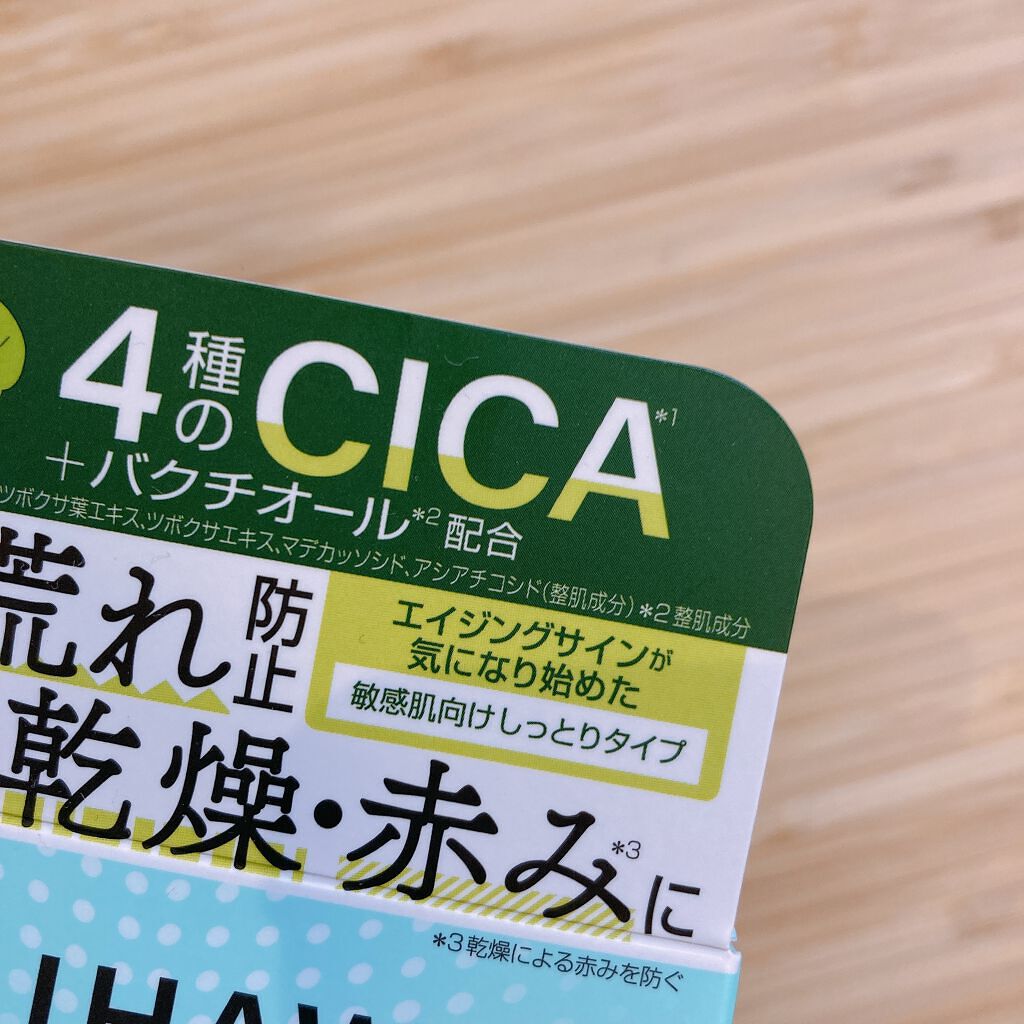 4種のCICA*1
+バクチオール*2配合
ツボクサ葉エキス、ツボクサエキス、マデカッソシド、アシアチコシド(整肌成分) *2整肌成分
荒れ防止
エイジングサインが
気になり始めた
敏感肌向けしっとりタイプ
乾燥・赤み*3に
*3乾燥による赤みを防ぐ